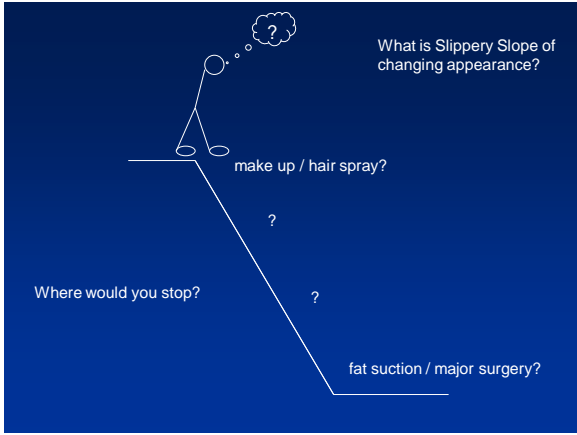 ?
What is Slippery Slope of
changing appearance?
make up / hair spray?
?
Where would you stop?
?
fat suction / major surgery?